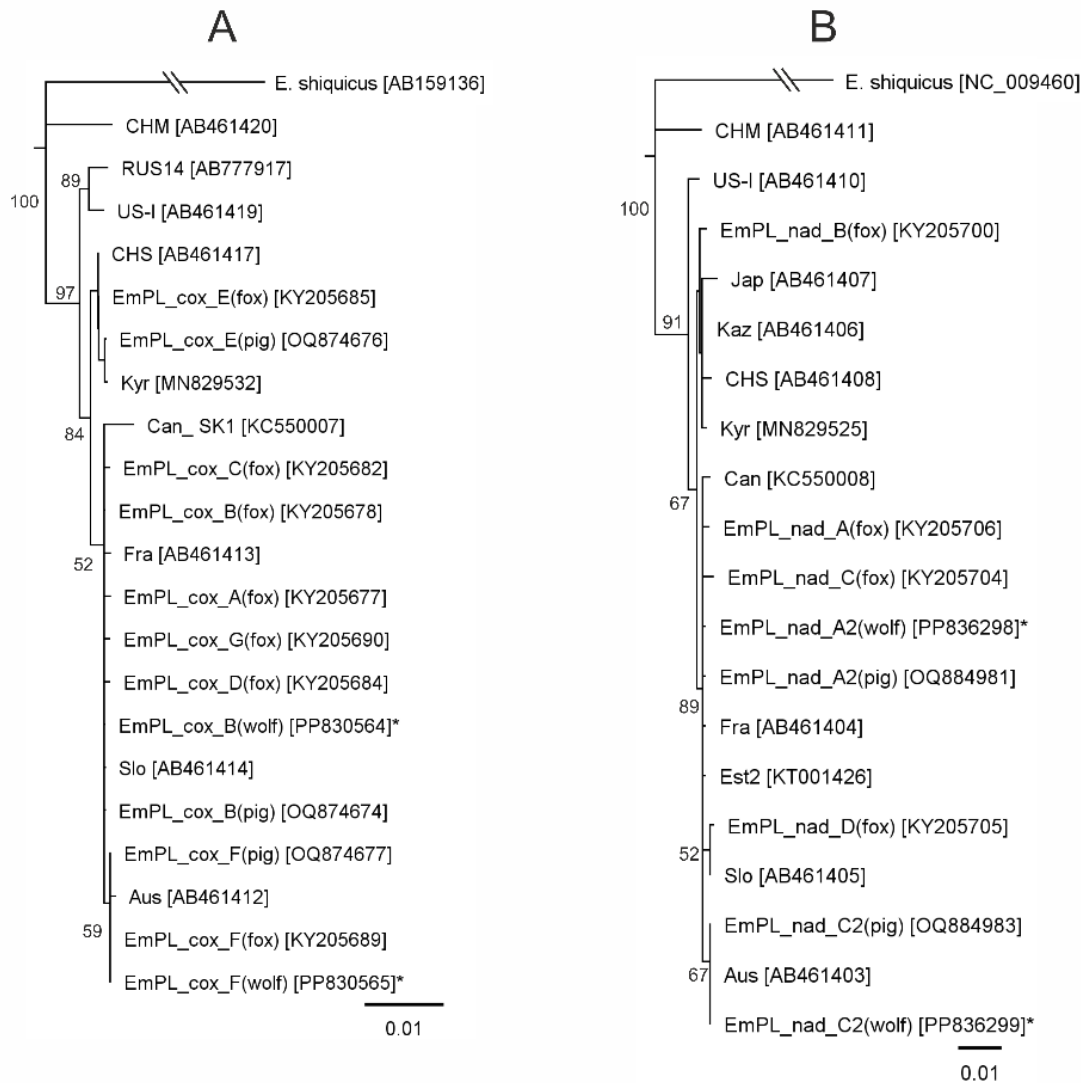 A
E. shiquicus [AB159136]
CHM [AB461420]
RUS14 [AB777917]
89
US-I [AB461419]
100
CHS [AB461417]
EmPL_cox_E(fox) [KY205685]
97
EmPL_cox_E(pig) [OQ874676]
Kyr [MN829532]
Can_ SK1 [KC550007]
84
EmPL_cox_C(fox) [KY205682]
EmPL_cox_B(fox) [KY205678]
Fra [AB461413]
52
EmPL_cox_A(fox) [KY205677]
EmPL_cox_G(fox) [KY205690]
EmPL_cox_D(fox) [KY205684]
EmPL_cox_B(wolf) [PP830564]*
Slo [AB461414]
EmPL_cox_B(pig) [OQ874674]
EmPL_cox_F(pig) [OQ874677]
Aus [AB461412]
59
EmPL_cox_F(fox) [KY205689]
EmPL_cox_F(wolf) [PP830565]*
0.01
B
E. shiquicus [NC_009460]
CHM [AB461411]
US-I [AB461410]
100
EmPL_nad_B(fox) [KY205700]
Jap [AB461407]
91
Kaz [AB461406]
CHS [AB461408]
Kyr [MN829525]
Can [KC550008]
67
EmPL_nad_A(fox) [KY205706]
EmPL_nad_C(fox) [KY205704]
EmPL_nad_A2(wolf) [PP836298]*
EmPL_nad_A2(pig) [OQ884981]
89
Fra [AB461404]
Est2 [KT001426]
EmPL_nad_D(fox) [KY205705]
52
Slo [AB461405]
EmPL_nad_C2(pig) [OQ884983]
67
Aus [AB461403]
EmPL_nad_C2(wolf) [PP836299]*
0.01